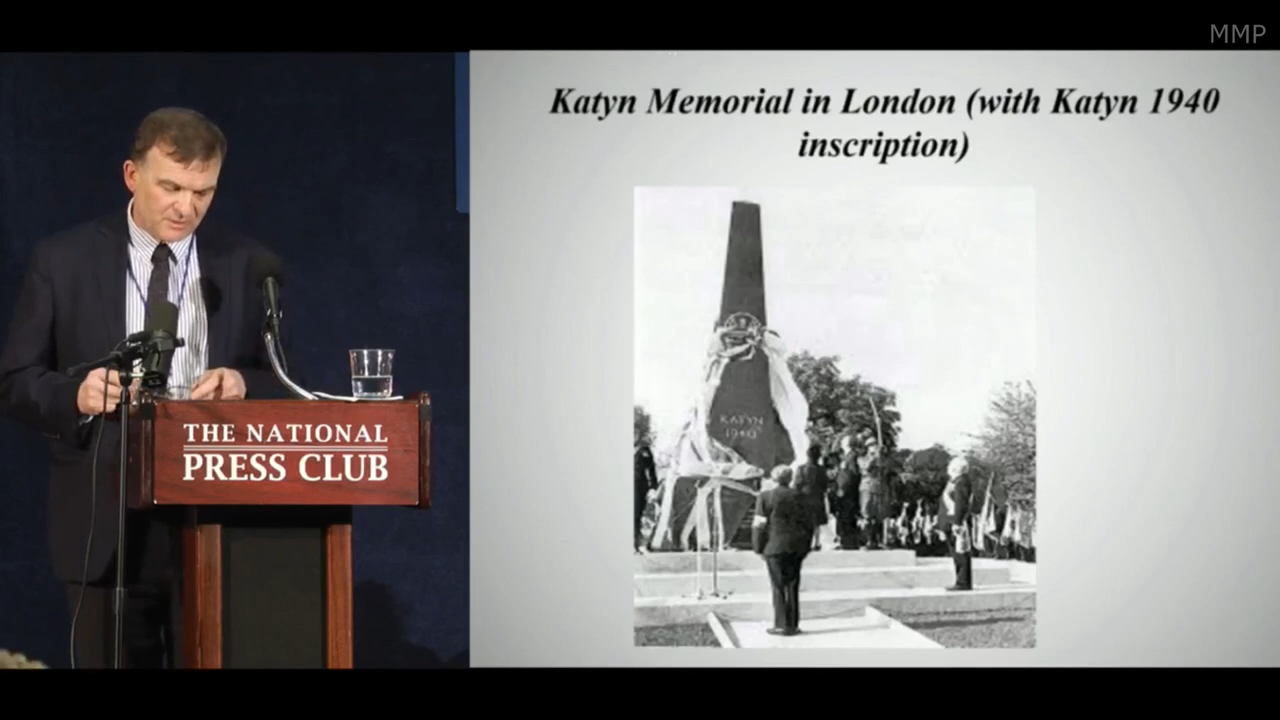 MMP
Katyn Memorial in London (with Katyn 1940
inscription)
KATYN
1940
THE NATIONAL
PRESS CLUB